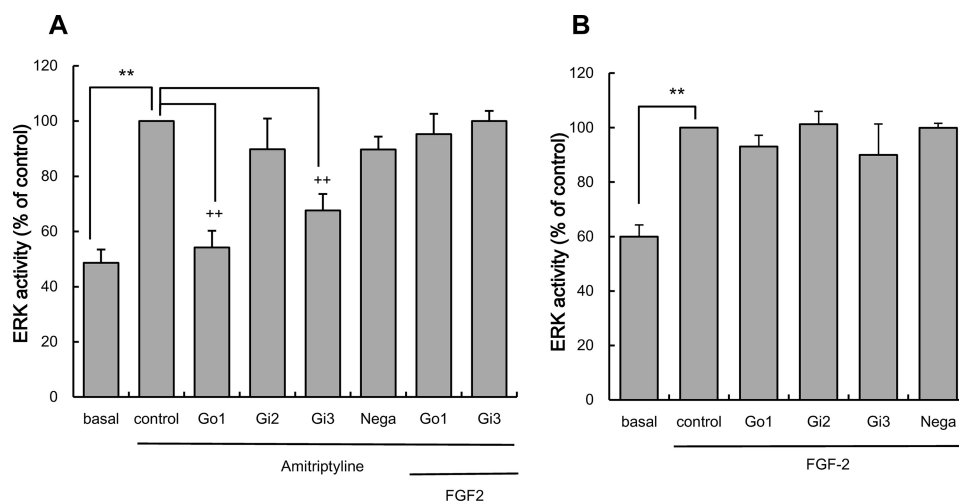 A
120
100
80
60
40
20
0
ERK activity (% of control)
**
++
++
basal control Go1 Gi2 Gi3 Nega Go1 Gi3
Amitriptyline
FGF2
B
120
100
80
60
40
20
0
ERK activity (% of control)
**
basal control Go1 Gi2 Gi3 Nega
FGF-2